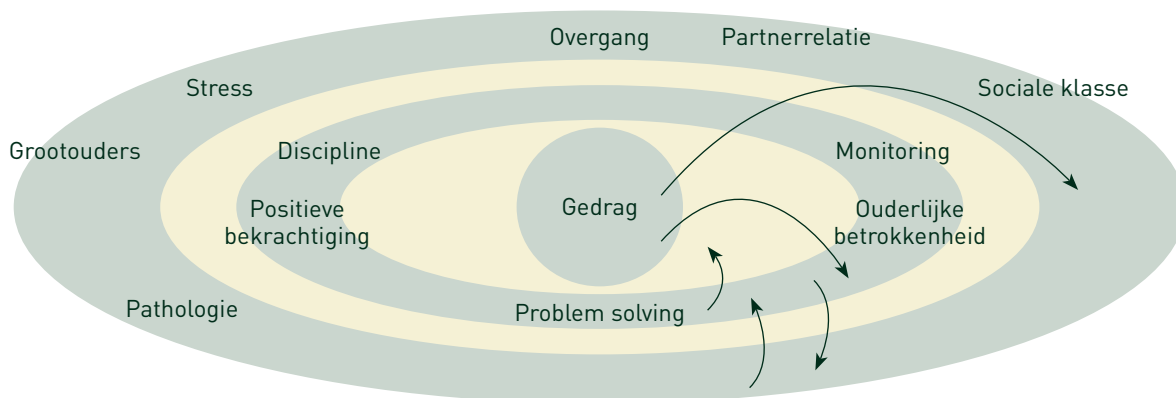 Overgang
Partnerrelatie
Stress
Sociale klasse
Grootouders
Discipline
Monitoring
Positieve
bekrachtiging
Gedrag
Ouderlijke
betrokkenheid
Pathologie
Problem solving